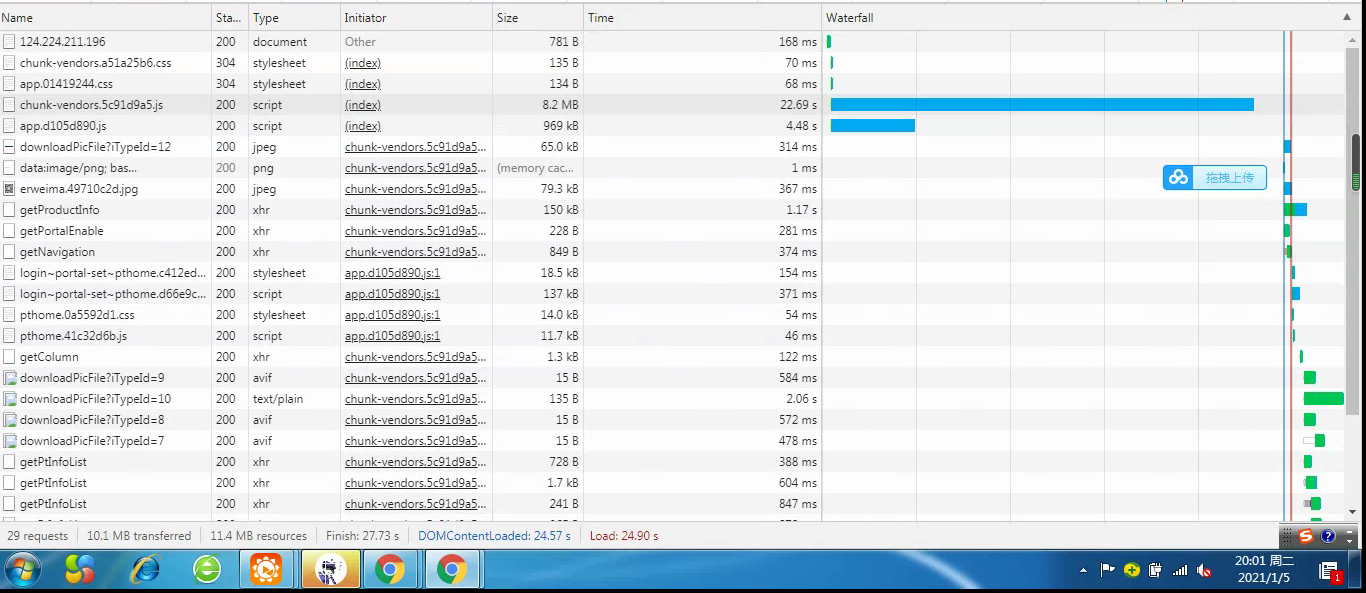 Name Sta... Type Initiator Size Time Waterfall
124.224.211.196 200 document Other 781 B 168 ms
chunk-vendors.a51a25b6.css 304 stylesheet (index) 135 B 70 ms
app.01419244.css 304 stylesheet (index) 134 B 68 ms
chunk-vendors.5c91d9a5.js 200 script (index) 8.2 MB 22.69 s
app.d105d890.js 200 script (index) 969 kB 4.48 s
downloadPicFile?iTypeId=12 200 jpeg chunk-vendors.5c91d9a5... 65.0 kB 314 ms
data:image/png; bas... 200 png chunk-vendors.5c91d9a5... (memory cac... 1 ms
拖拽上传
erweima.49710c2d.jpg 200 jpeg chunk-vendors.5c91d9a5... 79.3 kB 367 ms
getProductInfo 200 xhr chunk-vendors.5c91d9a5... 150 kB 1.17 s
getPortalEnable 200 xhr chunk-vendors.5c91d9a5... 228 B 281 ms
getNavigation 200 xhr chunk-vendors.5c91d9a5... 849 B 374 ms
login~portal-set~pthome.c412ed... 200 stylesheet app.d105d890.js:1 18.5 kB 154 ms
login~portal-set~pthome.d66e9c... 200 script app.d105d890.js:1 137 kB 371 ms
pthome.0a5592d1.css 200 stylesheet app.d105d890.js:1 14.0 kB 54 ms
pthome.41c32d6b.js 200 script app.d105d890.js:1 11.7 kB 46 ms
getColumn 200 xhr chunk-vendors.5c91d9a5... 1.3 kB 122 ms
downloadPicFile?iTypeId=9 200 avif chunk-vendors.5c91d9a5... 15 B 584 ms
downloadPicFile?iTypeId=10 200 text/plain chunk-vendors.5c91d9a5... 135 B 2.06 s
downloadPicFile?iTypeId=8 200 avif chunk-vendors.5c91d9a5... 15 B 572 ms
downloadPicFile?iTypeId=7 200 avif chunk-vendors.5c91d9a5... 15 B 478 ms
getPtInfoList 200 xhr chunk-vendors.5c91d9a5... 728 B 388 ms
getPtInfoList 200 xhr chunk-vendors.5c91d9a5... 1.7 kB 604 ms
getPtInfoList 200 xhr chunk-vendors.5c91d9a5... 241 B 847 ms
29 requests 10.1 MB transferred 11.4 MB resources Finish: 27.73 s DOMContentLoaded: 24.57 s Load: 24.90 s
20:01 周二
2021/1/5
1